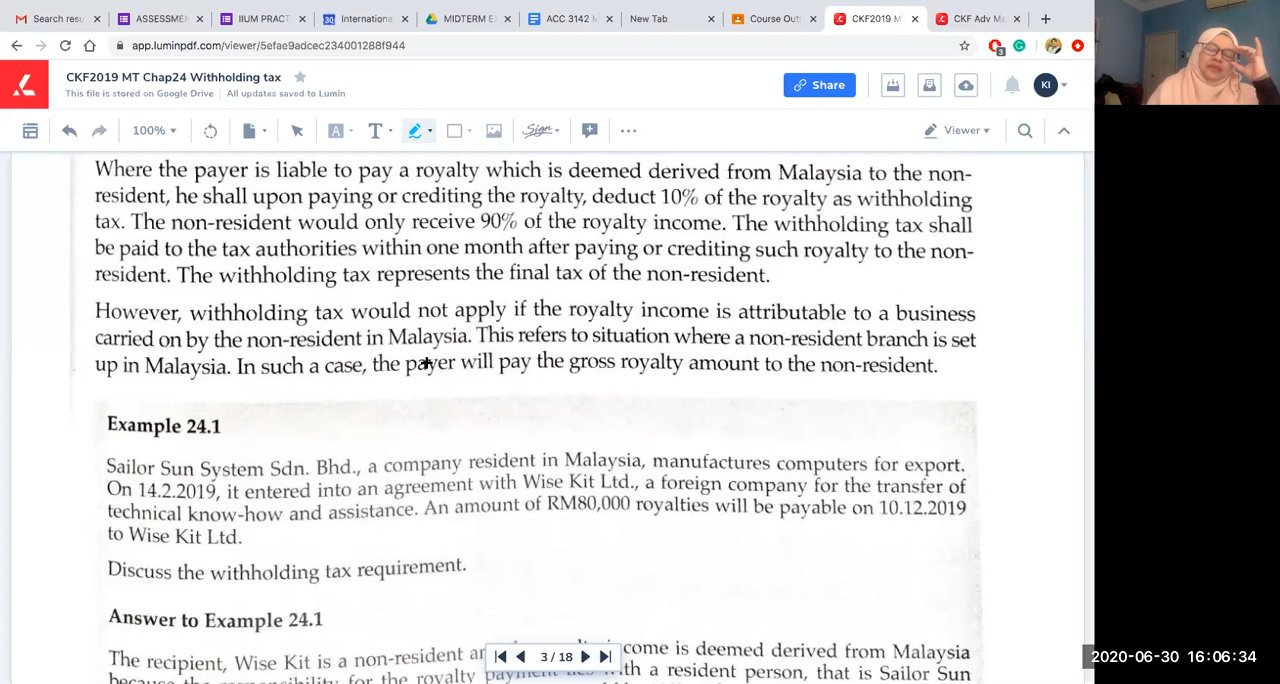 Search resu
ASSESSME
IIUM PRACT
Internationa
MIDTERM E
ACC 3142 M
New Tab
Course Out
CKF2019 M
CKF Adv Ma
app.luminpdf.com/viewer/5efae9adcec234001288f944
3
CKF2019 MT Chap24 Withholding tax
This file is stored on Google Drive | All updates saved to Lumin
Share
KI
100%
A
T
Sign
Viewer
Where the payer is liable to pay a royalty which is deemed derived from Malaysia to the non-
resident, he shall upon paying or crediting the royalty, deduct 10% of the royalty as withholding
tax. The non-resident would only receive 90% of the royalty income. The withholding tax shall
be paid to the tax authorities within one month after paying or crediting such royalty to the non-
resident. The withholding tax represents the final tax of the non-resident.
However, withholding tax would not apply if the royalty income is attributable to a business
carried on by the non-resident in Malaysia. This refers to situation where a non-resident branch is set
up in Malaysia. In such a case, the payer will pay the gross royalty amount to the non-resident.
Example 24.1
Sailor Sun System Sdn. Bhd., a company resident in Malaysia, manufactures computers for export.
On 14.2.2019, it entered into an agreement with Wise Kit Ltd., a foreign company for the transfer of
technical know-how and assistance. An amount of RM80,000 royalties will be payable on 10.12.2019
to Wise Kit Ltd.
Discuss the withholding tax requirement.
Answer to Example 24.1
The recipient, Wise Kit is a non-resident come is deemed derived from Malaysia
because the responsibility for the royalty payment with a resident person, that is Sailor Sun
3 / 18
2020-06-30 16:06:34